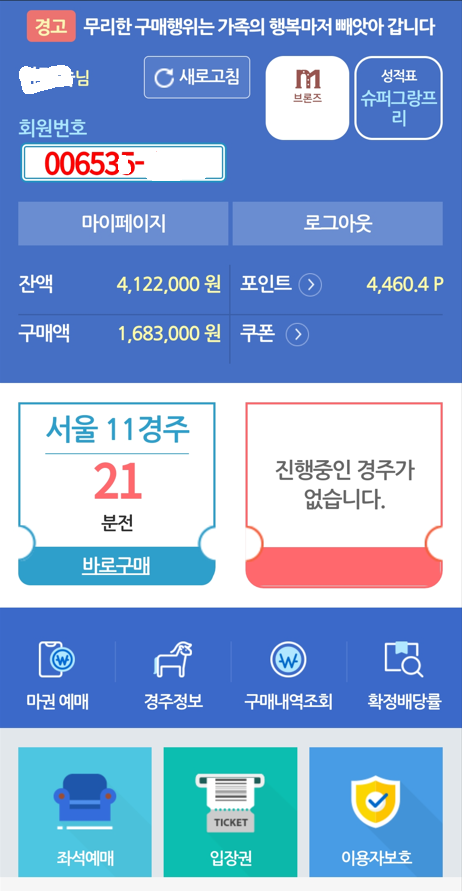 경고 무리한 구매행위는 가족의 행복마저 빼앗아 갑니다
님
새로고침
브론즈
성적표
슈퍼그랑프
리
회원번호
마이페이지
로그아웃
잔액 4,122,000 원
포인트 4,460.4 P
구매액 1,683,000 원
쿠폰
서울 11경주
21
분전
바로구매
진행중인 경주가
없습니다.
마권 예매
경주정보
구매내역조회
확정배당률
TICKET
좌석예매
입장권
이용자보호